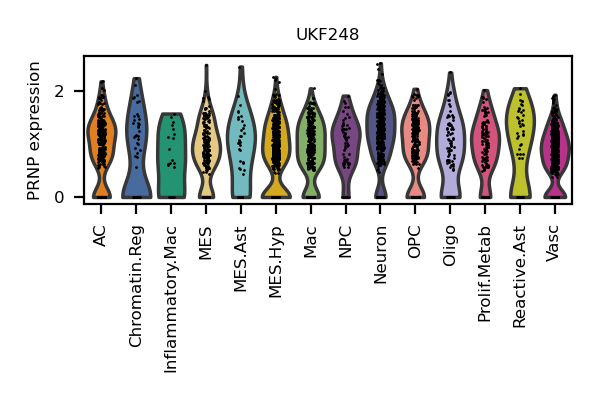 UKF248
PRNP expression
2
0
AC
Chromatin.Reg
Inflammatory.Mac
MES
MES.Ast
MES.Hyp
Mac
NPC
Neuron
OPC
Oligo
Prolif.Metab
Reactive.Ast
Vasc